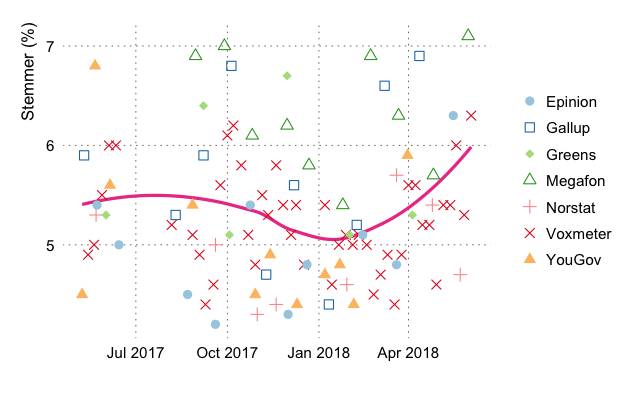 Stemmer (%)
7
6
5
Jul 2017
Oct 2017
Jan 2018
Apr 2018
Epinion
Gallup
Greens
Megafon
Norstat
Voxmeter
YouGov